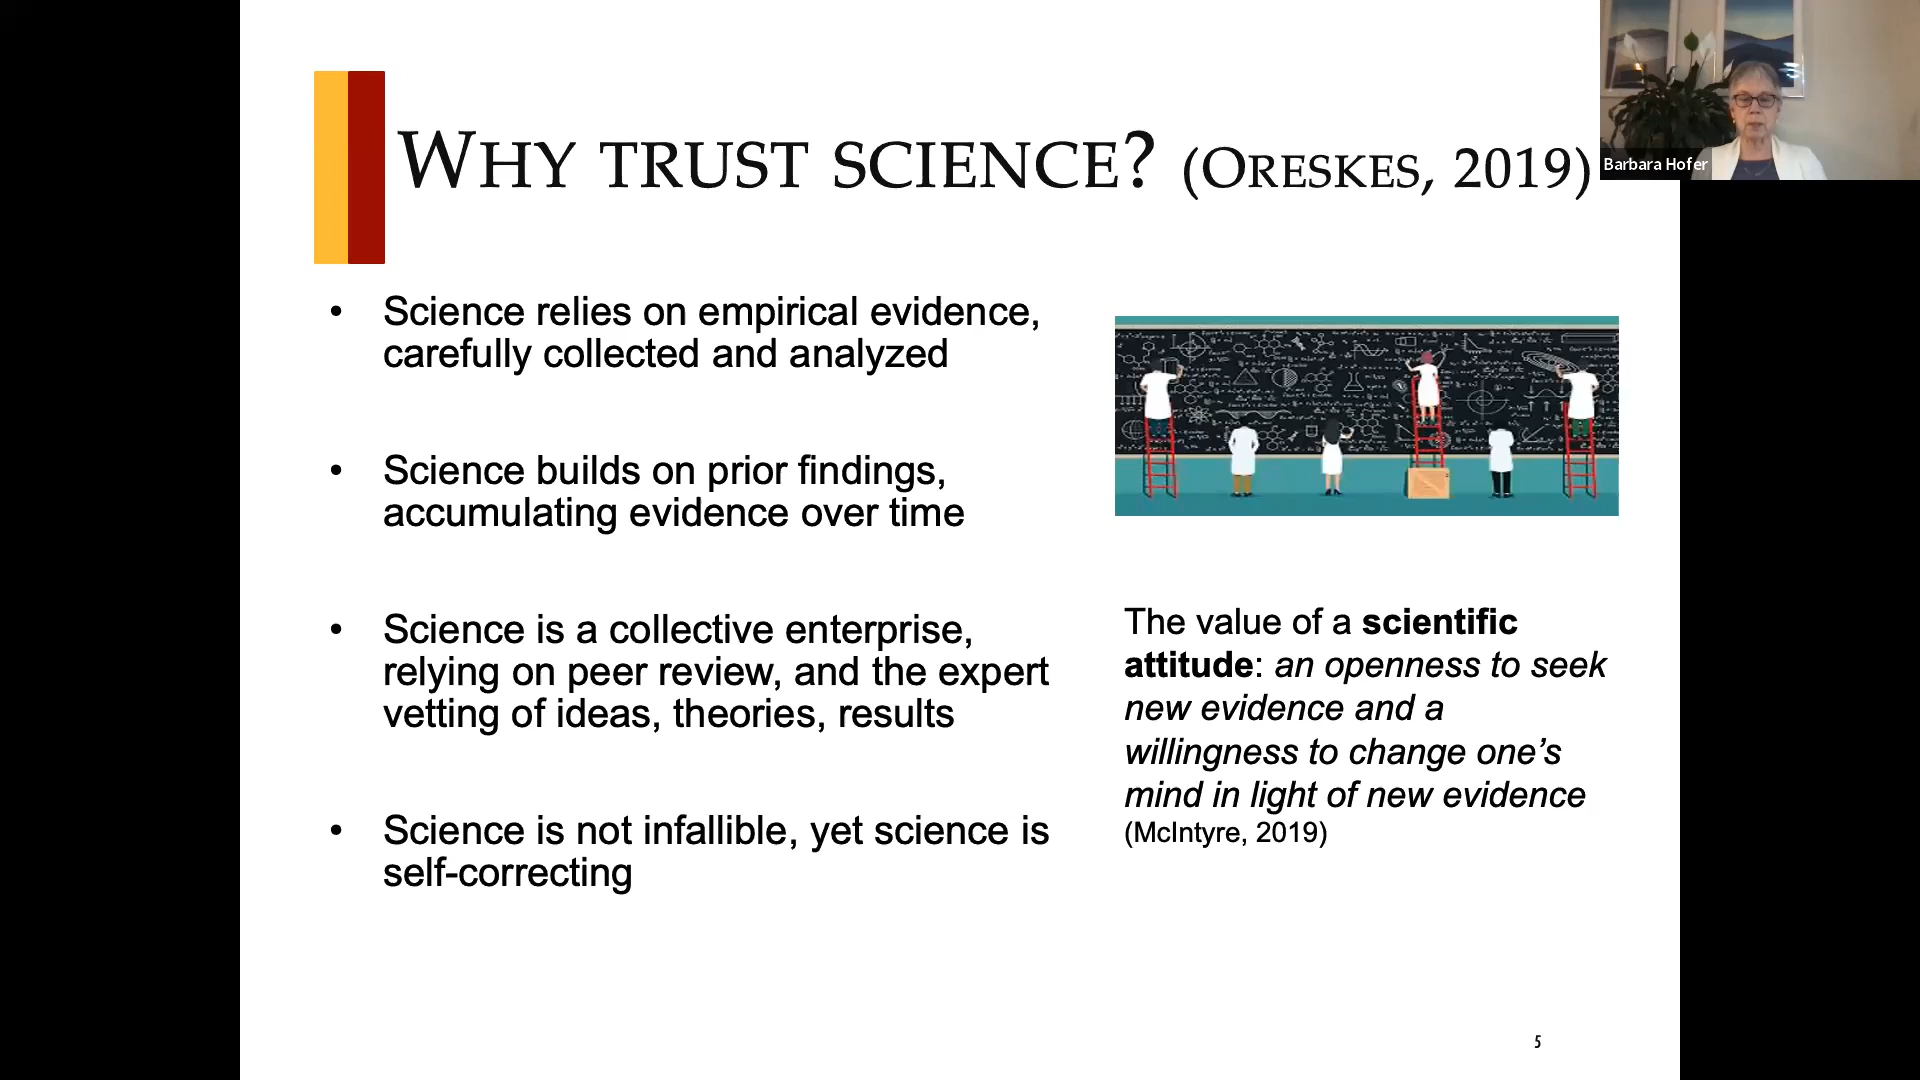 WHY TRUST SCIENCE? (ORESKES, 2019)
Barbara Hofer
• Science relies on empirical evidence,
carefully collected and analyzed
• Science builds on prior findings,
accumulating evidence over time
• Science is a collective enterprise,
relying on peer review, and the expert
vetting of ideas, theories, results
• Science is not infallible, yet science is
self-correcting
The value of a scientific
attitude: an openness to seek
new evidence and a
willingness to change one’s
mind in light of new evidence
(McIntyre, 2019)
5